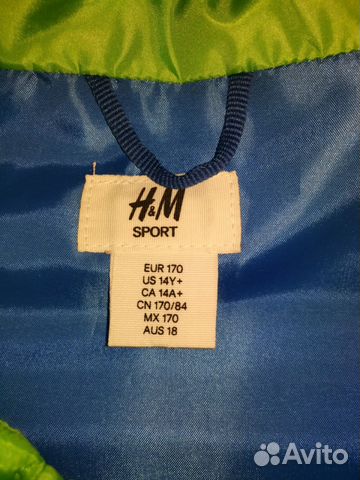 H&M
SPORT
EUR 170
US 14Y+
CA 14A+
CN 170/84
MX 170
AUS 18
Avito